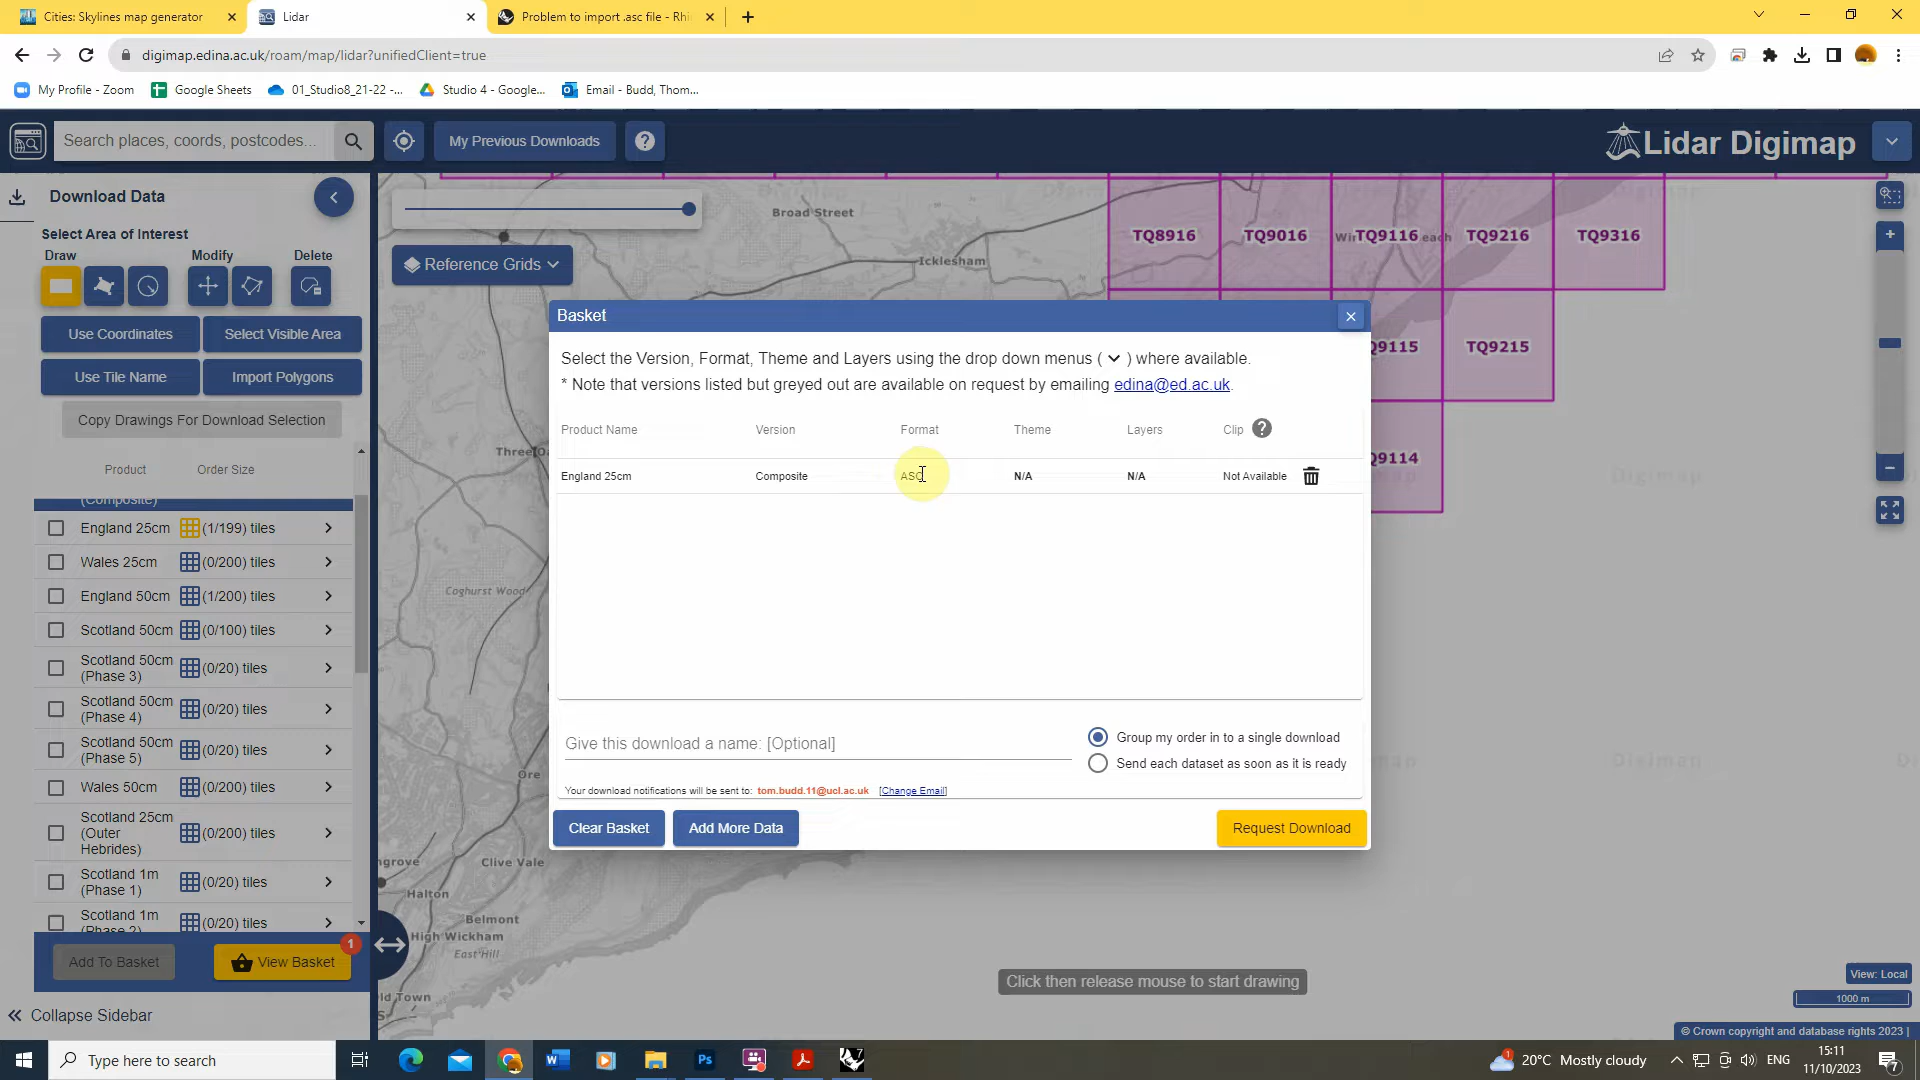 Cities: Skylines map generator
Lidar
Problem to import .asc file - Rhi
digimap.edina.ac.uk/roam/map/lidar?unifiedClient=true
My Profile - Zoom
Google Sheets
01_Studio8_21-22 -...
Studio 4 - Google...
Email - Budd, Thom...
Search places, coords, postcodes...
My Previous Downloads
Lidar Digimap
Download Data
Select Area of Interest
Draw
Modify
Delete
Use Coordinates
Select Visible Area
Use Tile Name
Import Polygons
Copy Drawings For Download Selection
Product
Order Size
(Composite)
England 25cm (1/199) tiles
Wales 25cm (0/200) tiles
England 50cm (1/200) tiles
Scotland 50cm (0/100) tiles
Scotland 50cm (Phase 3) (0/20) tiles
Scotland 50cm (Phase 4) (0/20) tiles
Scotland 50cm (Phase 5) (0/20) tiles
Wales 50cm (0/200) tiles
Scotland 25cm (Outer Hebrides) (0/200) tiles
Scotland 1m (Phase 1) (0/20) tiles
Scotland 1m (Phase 2) (0/20) tiles
Add To Basket
View Basket
1
Collapse Sidebar
Reference Grids
Broad Street
Icklesham
TQ8916
TQ9016
TQ9116
TQ9216
TQ9316
Q9115
TQ9215
Q9114
Coghurst Wood
Ore
Clive Vale
Halton
Belmont
High Wickham
East Hill
ld Town
Basket
Select the Version, Format, Theme and Layers using the drop down menus ( ) where available.
* Note that versions listed but greyed out are available on request by emailing edina@ed.ac.uk.
Product Name
Version
Format
Theme
Layers
Clip
England 25cm
Composite
ASC
N/A
N/A
Not Available
Give this download a name: [Optional]
Group my order in to a single download
Send each dataset as soon as it is ready
Your download notifications will be sent to: tom.budd.11@ucl.ac.uk [Change Email]
Clear Basket
Add More Data
Request Download
Click then release mouse to start drawing
View: Local
1000 m
© Crown copyright and database rights 2023 |
Type here to search
20°C Mostly cloudy
ENG
15:11
11/10/2023
7